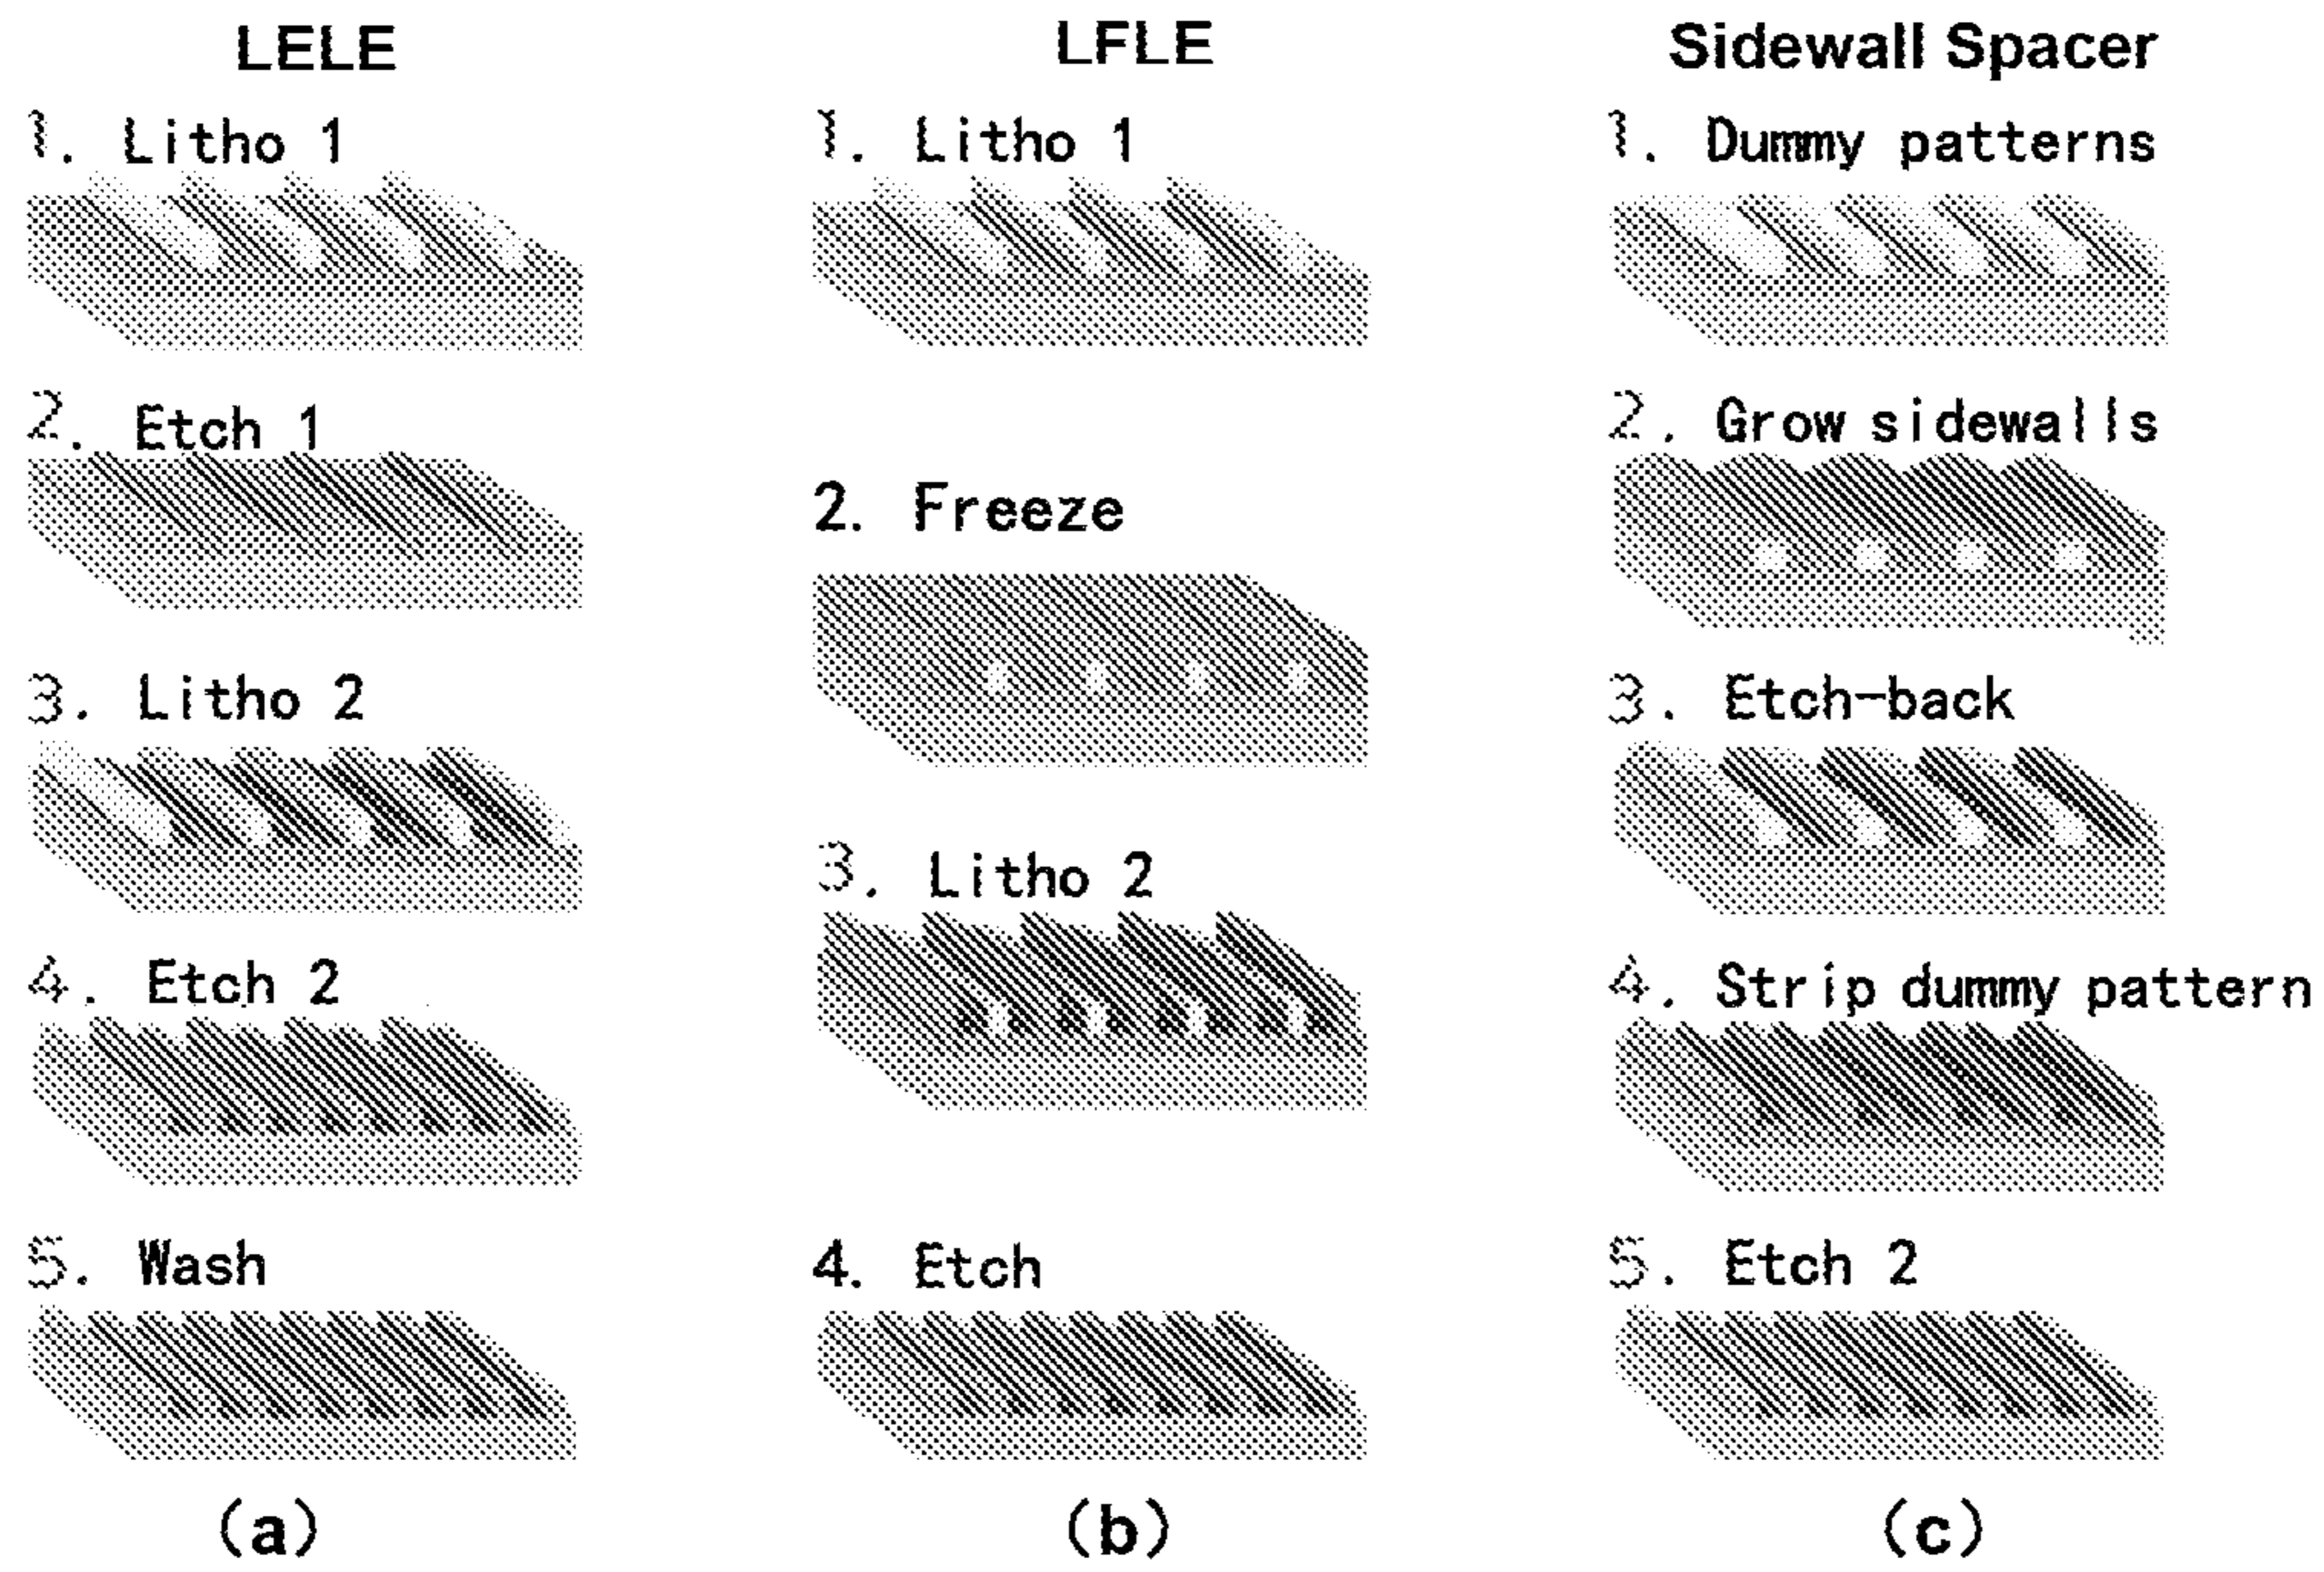 LELE
1. Litho 1
2. Etch 1
3. Litho 2
4. Etch 2
5. Wash
(a)
LFLE
1. Litho 1
2. Freeze
3. Litho 2
4. Etch
(b)
Sidewall Spacer
1. Dummy patterns
2. Grow sidewalls
3. Etch-back
4. Strip dummy pattern
5. Etch 2
(c)